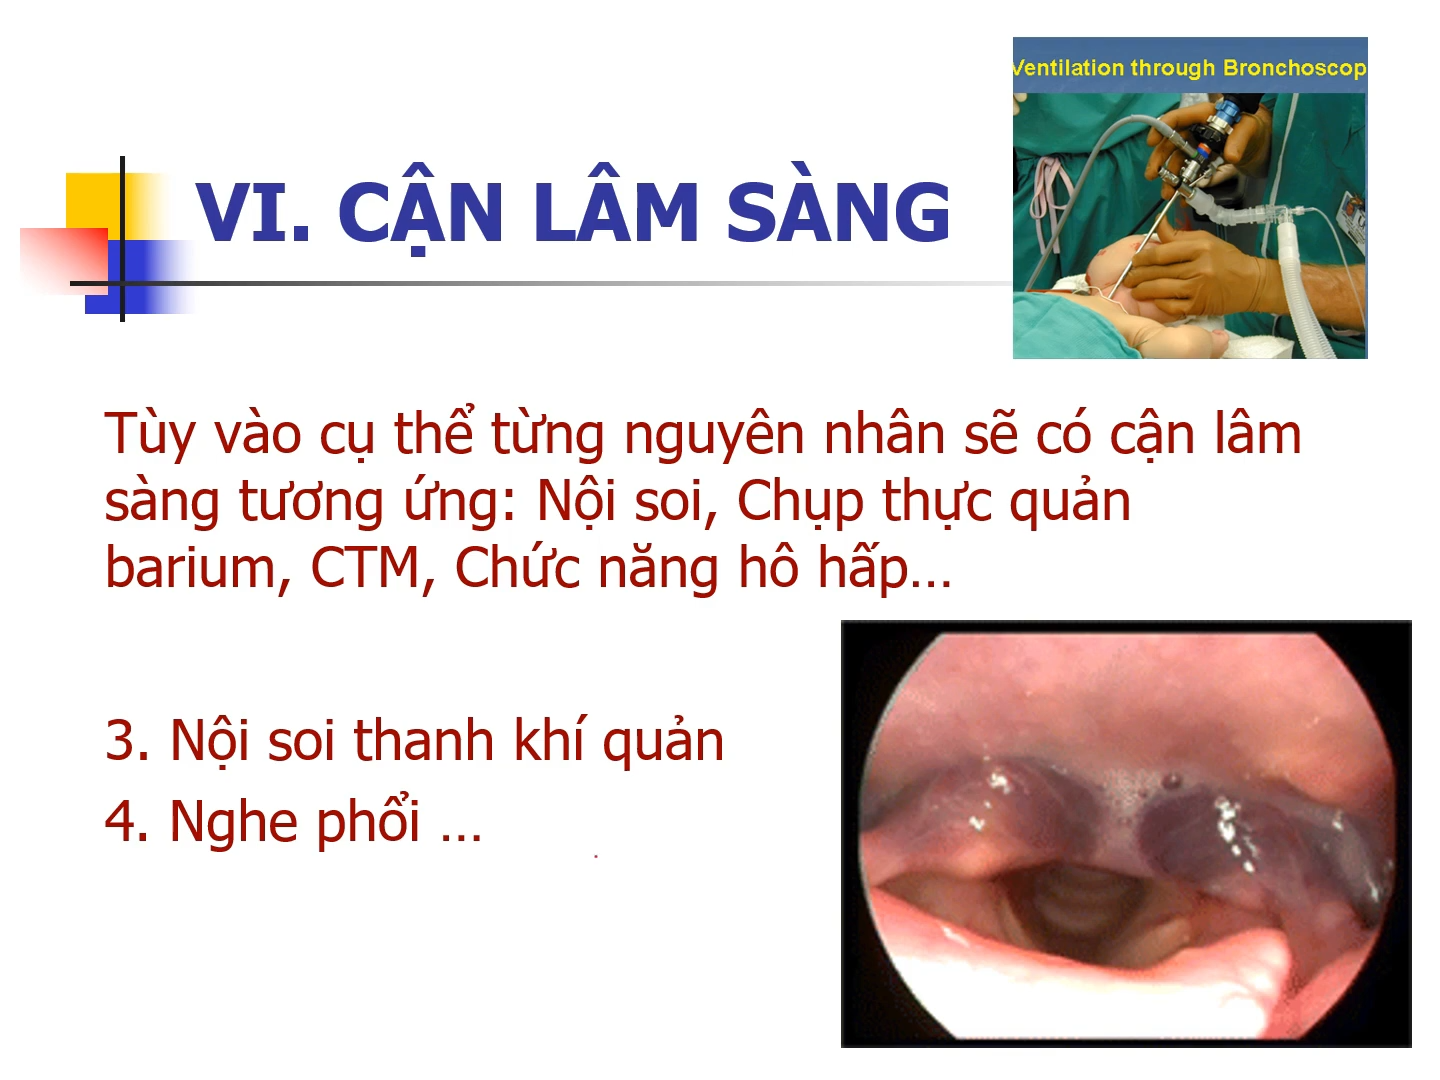 Ventilation through Bronchoscop
VI. CẬN LÂM SÀNG
Tùy vào cụ thể từng nguyên nhân sẽ có cận lâm
sàng tương ứng: Nội soi, Chụp thực quản
barium, CTM, Chức năng hô hấp…
3. Nội soi thanh khí quản
4. Nghe phổi …